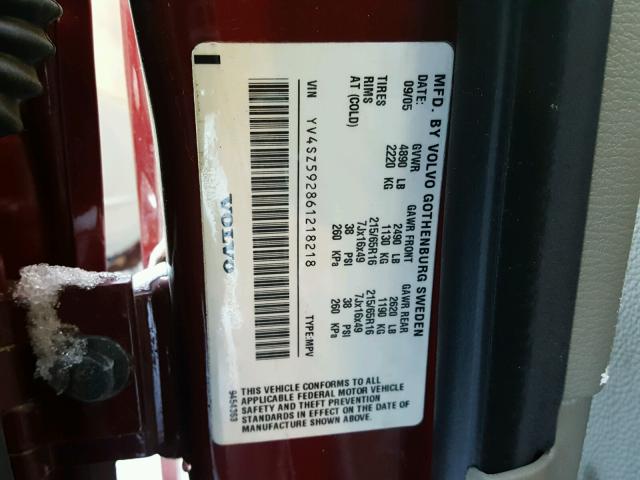 MFD. BY VOLVO GOTHENBURG SWEDEN
DATE: GVWR GAWR FRONT GAWR REAR
09/05 4890 LB 2490 LB 2620 LB
2220 KG 1130 KG 1190 KG
TIRES 215/65R16 215/65R16
RIMS 7Jx16x49 7Jx16x49
AT (COLD) 38 PSI 38 PSI
260 KPa 260 KPa
VIN YV4SZ592861218218 TYPE:MPV
VOLVO
THIS VEHICLE CONFORMS TO ALL
APPLICABLE FEDERAL MOTOR VEHICLE
SAFETY AND THEFT PREVENTION
STANDARDS IN EFFECT ON THE DATE OF
MANUFACTURE SHOWN ABOVE.
9454368